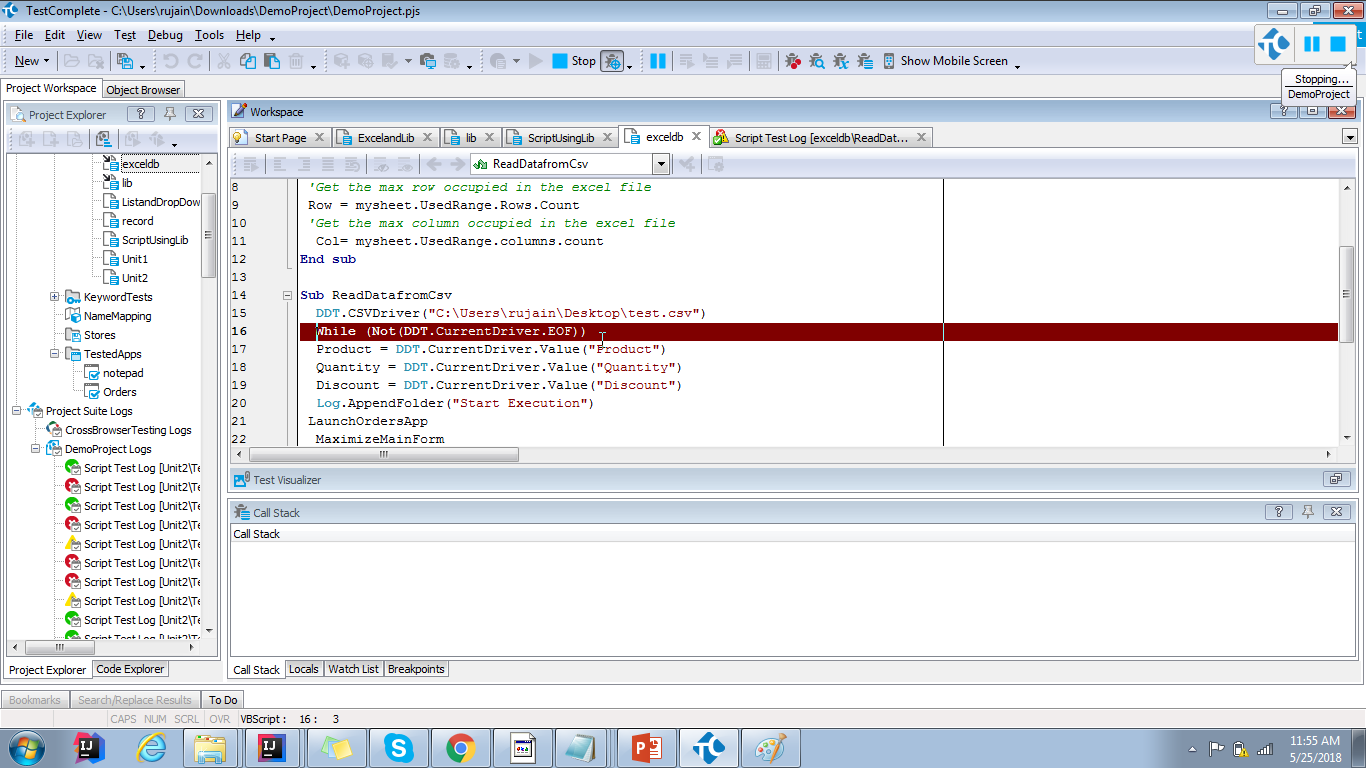 TestComplete - C:\Users\rujain\Downloads\DemoProject\DemoProject.pjs
File Edit View Test Debug Tools Help
New Stop Show Mobile Screen
Stopping...
DemoProject
Project Workspace Object Browser
Project Explorer
exceldb
lib
ListandDropDow
record
ScriptUsingLib
Unit1
Unit2
KeywordTests
NameMapping
Stores
TestedApps
notepad
Orders
Project Suite Logs
CrossBrowserTesting Logs
DemoProject Logs
Script Test Log [Unit2\Te
Script Test Log [Unit2\Te
Script Test Log [Unit2\Te
Script Test Log [Unit2\Te
Script Test Log [Unit2\Te
Script Test Log [Unit2\Te
Script Test Log [Unit2\Te
Script Test Log [Unit2\Te
Script Test Log [Unit2\Te
Script Test Log [Unit2\Te
Project Explorer Code Explorer
Workspace
Start Page ExcelandLib lib ScriptUsingLib exceldb Script Test Log [exceldb\ReadDat...
ReadDatafromCsv
8 'Get the max row occupied in the excel file
9 Row = mysheet.UsedRange.Rows.Count
10 'Get the max column occupied in the excel file
11 Col= mysheet.UsedRange.columns.count
12 End sub
13
14 Sub ReadDatafromCsv
15 DDT.CSVDriver("C:\Users\rujain\Desktop\test.csv")
16 While (Not(DDT.CurrentDriver.EOF))
17 Product = DDT.CurrentDriver.Value("Product")
18 Quantity = DDT.CurrentDriver.Value("Quantity")
19 Discount = DDT.CurrentDriver.Value("Discount")
20 Log.AppendFolder("Start Execution")
21 LaunchOrdersApp
22 MaximizeMainForm
Test Visualizer
Call Stack
Call Stack
Call Stack Locals Watch List Breakpoints
Bookmarks Search/Replace Results To Do
CAPS NUM SCRL OVR VBScript : 16 : 3
11:55 AM
5/25/2018